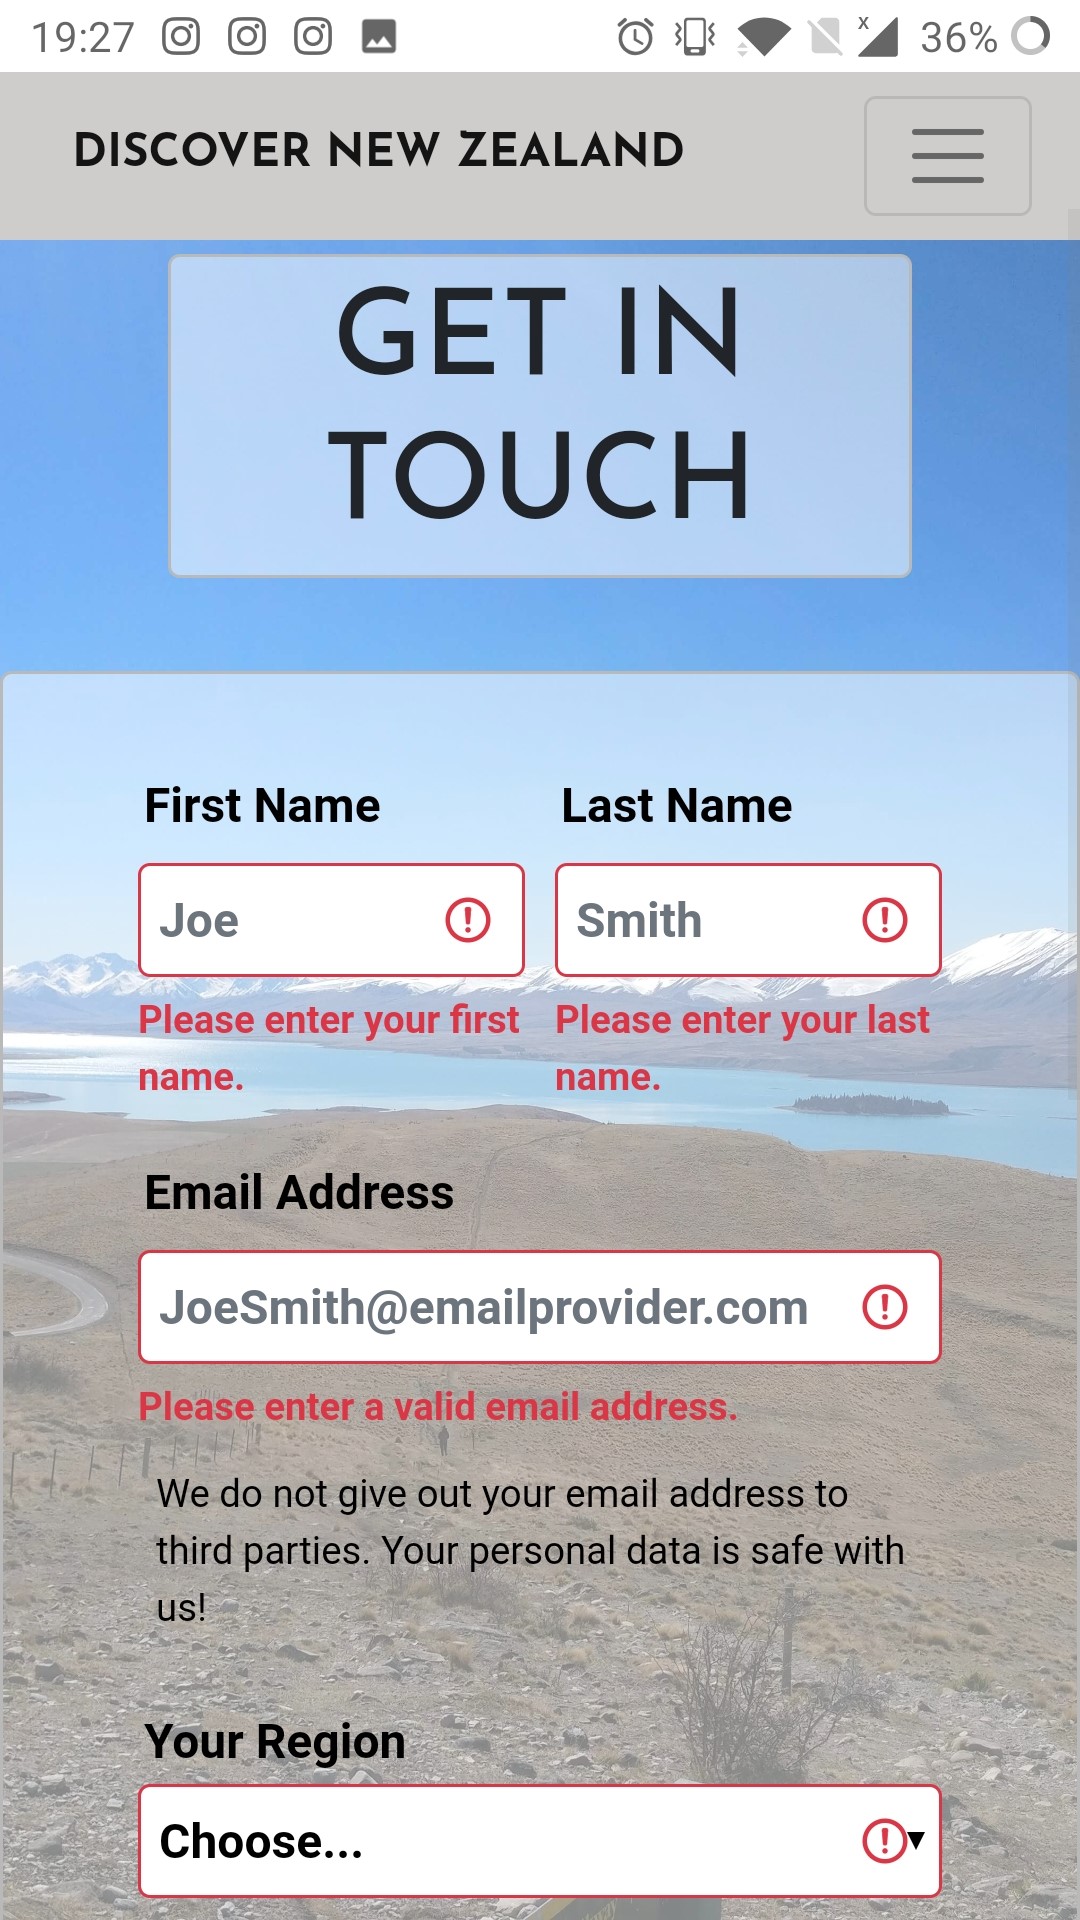 19:27
x
36%
DISCOVER NEW ZEALAND
GET IN
TOUCH
First Name
Last Name
Joe
Smith
Please enter your first
name.
Please enter your last
name.
Email Address
JoeSmith@emailprovider.com
Please enter a valid email address.
We do not give out your email address to
third parties. Your personal data is safe with
us!
Your Region
Choose...